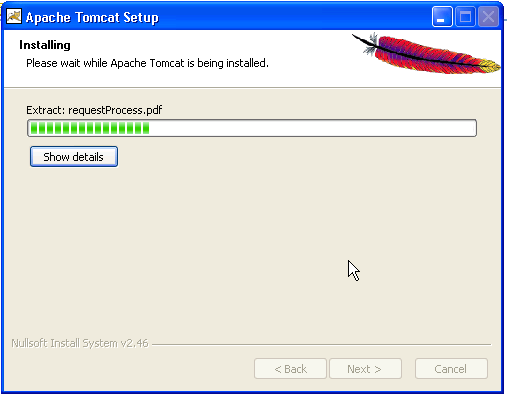 Apache Tomcat Setup
Installing
Please wait while Apache Tomcat is being installed.
Extract: requestProcess.pdf
Show details
Nullsoft Install System v2.46
< Back
Next >
Cancel